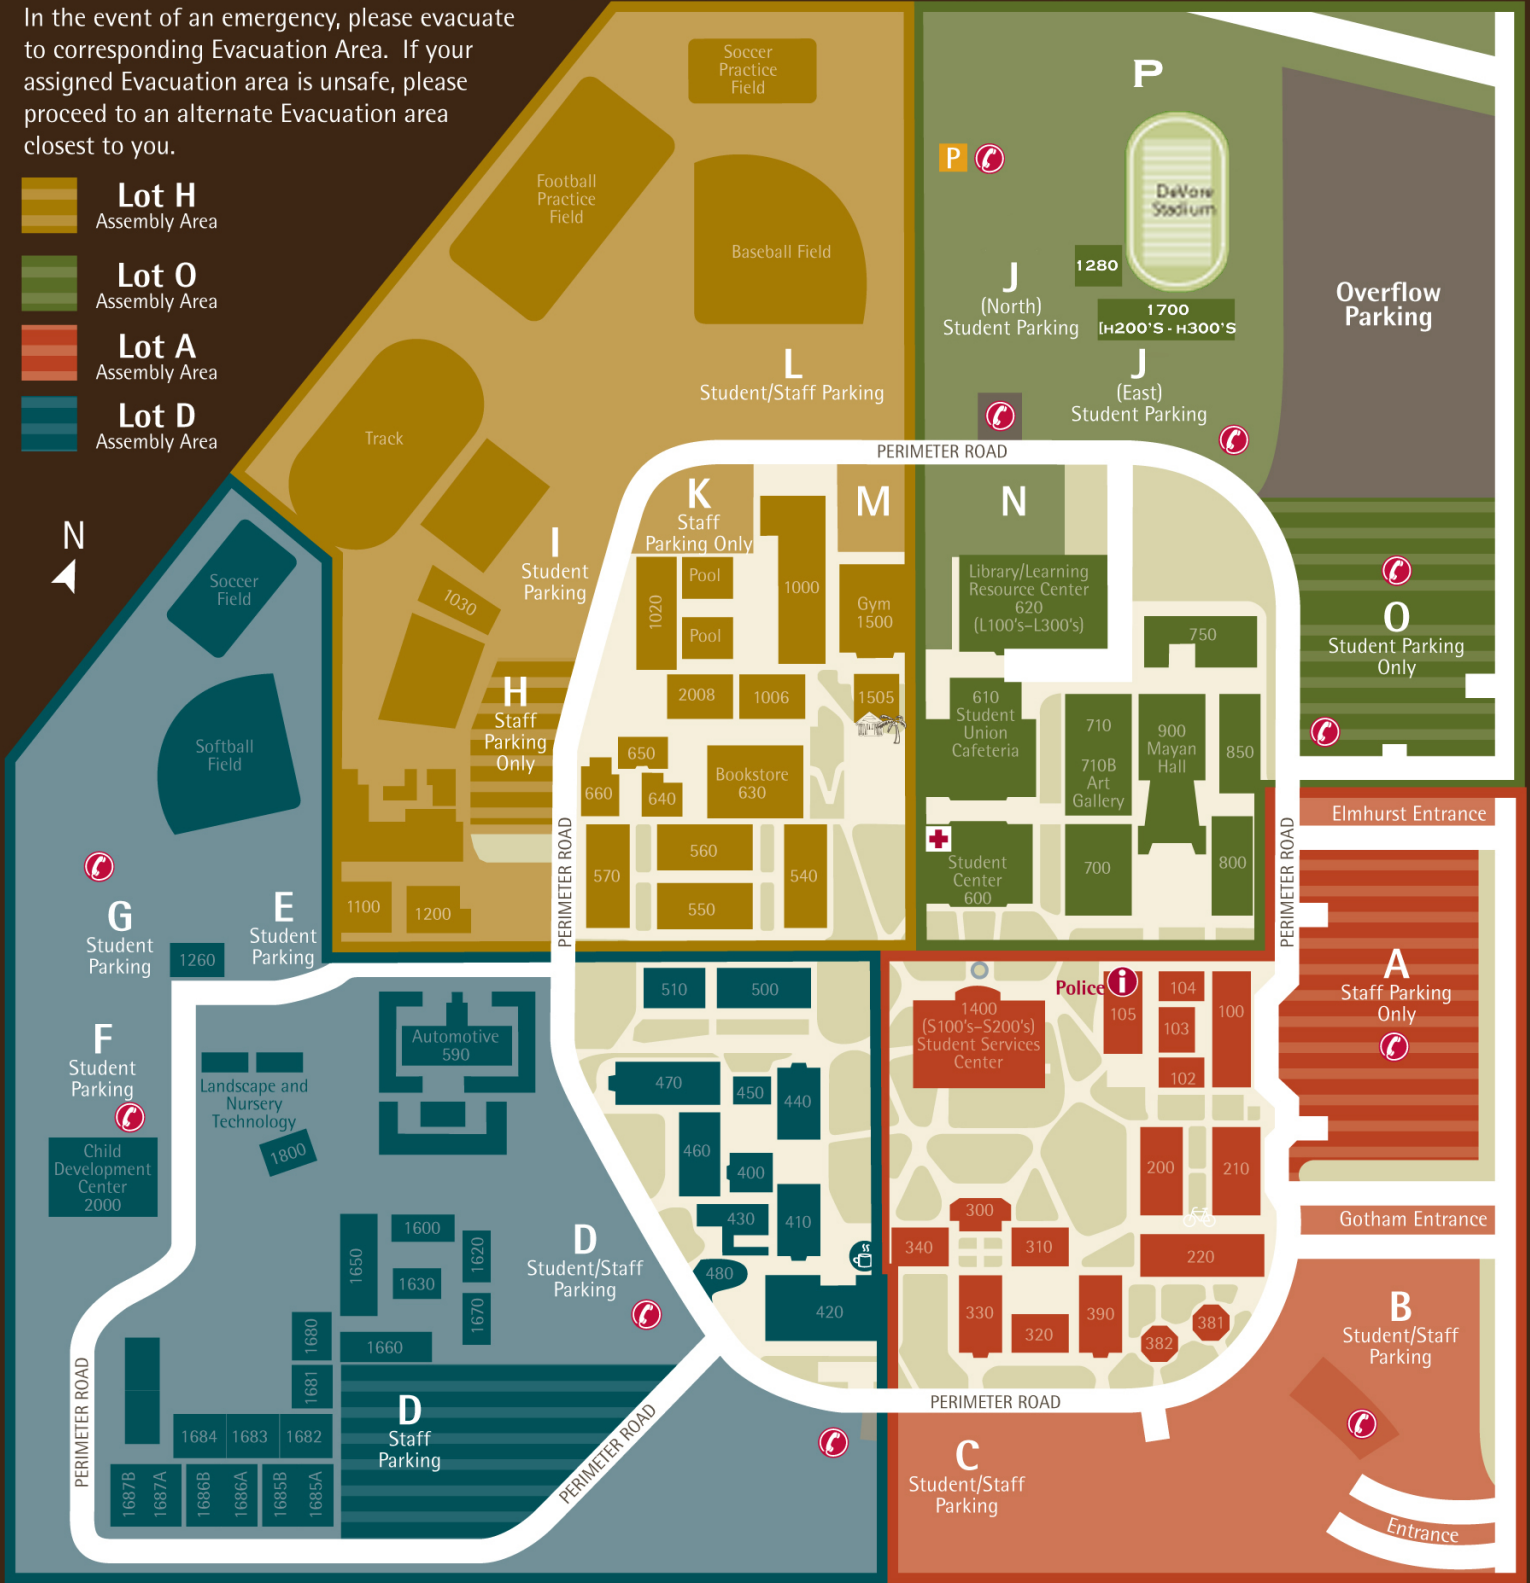 In the event of an emergency, please evacuate
to corresponding Evacuation Area. If your
assigned Evacuation area is unsafe, please
proceed to an alternate Evacuation area
closest to you.
Lot H
Assembly Area
Lot O
Assembly Area
Lot A
Assembly Area
Lot D
Assembly Area
N
Soccer
Practice
Field
Football
Practice
Field
Baseball Field
L
Student/Staff Parking
Track
I
Student
Parking
1030
H
Staff
Parking
Only
1100
1200
K
Staff
Parking Only
M
1020
Pool
Pool
1000
Gym
1500
2008
1006
1505
650
660
640
Bookstore
630
570
560
550
540
P
P
DeVore
Stadium
1280
1700
[H200'S - H300'S
J
(North)
Student Parking
J
(East)
Student Parking
Overflow
Parking
PERIMETER ROAD
N
Library/Learning
Resource Center
620
(L100's–L300's)
750
610
Student
Union
Cafeteria
710
710B
Art
Gallery
900
Mayan
Hall
850
Student
Center
600
700
800
O
Student Parking
Only
PERIMETER ROAD
PERIMETER ROAD
Elmhurst Entrance
A
Staff Parking
Only
Gotham Entrance
B
Student/Staff
Parking
Entrance
C
Student/Staff
Parking
PERIMETER ROAD
1400
(S100's–S200's)
Student Services
Center
Police
i
105
104
103
102
100
200
210
220
300
340
310
330
320
390
381
382
Soccer
Field
Softball
Field
G
Student
Parking
E
Student
Parking
1260
F
Student
Parking
Child
Development
Center
2000
Landscape and
Nursery
Technology
1800
Automotive
590
510
500
470
450
440
460
400
430
410
480
420
D
Student/Staff
Parking
1600
1650
1620
1630
1670
1660
1680
1681
1684
1683
1682
1687B
1687A
1686B
1686A
1685B
1685A
D
Staff
Parking
PERIMETER ROAD
PERIMETER ROAD